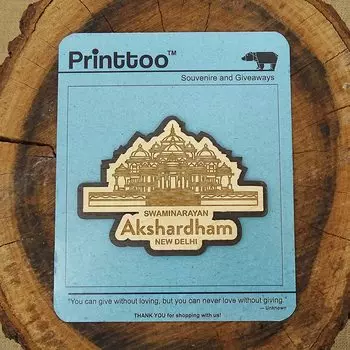 Printtoo™
Souvenire and Giveaways
SWAMINARAYAN
Akshardham
NEW DELHI
"You can give without loving, but you can never love without giving."
— Unknown
THANK YOU for shopping with us!